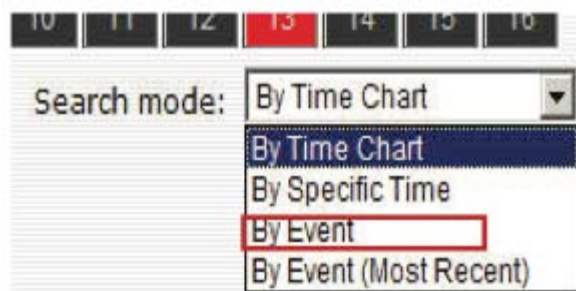 10 11 12 13 14 15 16
Search mode: By Time Chart
By Time Chart
By Specific Time
By Event
By Event (Most Recent)